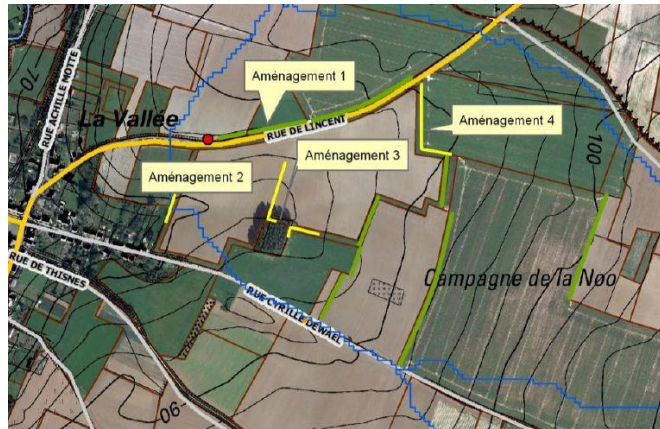 Aménagement 1
RUE ACHILLE MOTTE
70
La Vallée
RUE DE LINCENT
Aménagement 4
Aménagement 3
100
Aménagement 2
RUE DE THISNES
Campagne de la Noo
RUE CYRILLE DEWAEL
90